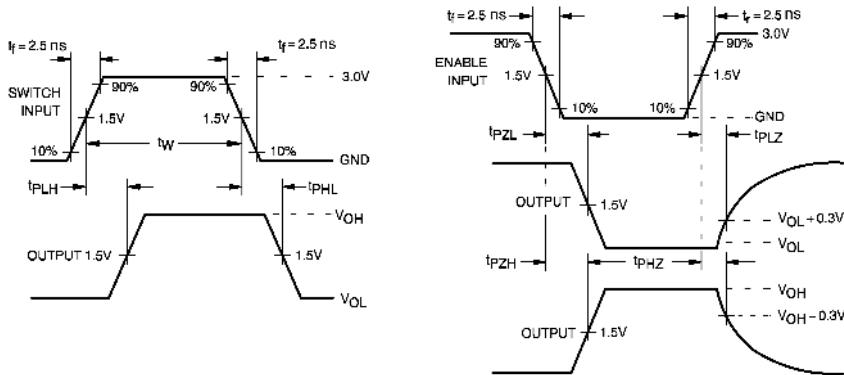 tf = 2.5 ns
tf = 2.5 ns
SWITCH INPUT
90%
90%
3.0V
1.5V
1.5V
10%
10%
tW
GND
tPLH
tPHL
VOH
OUTPUT
1.5V
1.5V
VOL
tf = 2.5 ns
tr = 2.5ns
90%
90%
3.0V
ENABLE INPUT
1.5V
1.5V
10%
10%
GND
tPZL
tPLZ
OUTPUT
1.5V
VOL + 0.3V
VOL
tPZH
tPHZ
VOH
VOH – 0.3V
OUTPUT
1.5V